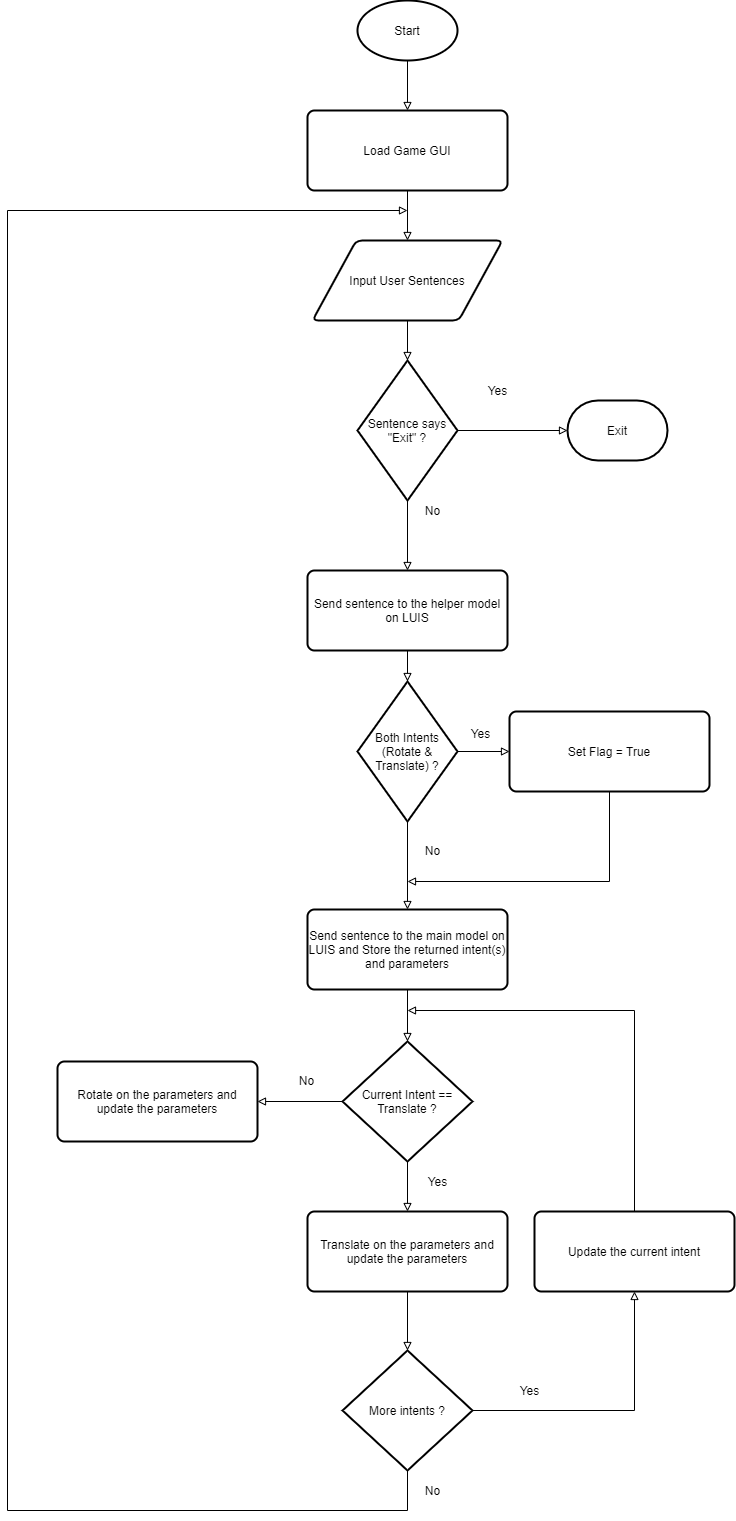 Start
Load Game GUI
Input User Sentences
Yes
Sentence says
"Exit" ?
Exit
No
Send sentence to the helper model
on LUIS
Both Intents
(Rotate &
Translate) ?
Yes
Set Flag = True
No
Send sentence to the main model on
LUIS and Store the returned intent(s)
and parameters
Current Intent ==
Translate ?
No
Rotate on the parameters and
update the parameters
Yes
Translate on the parameters and
update the parameters
Update the current intent
More intents ?
Yes
No